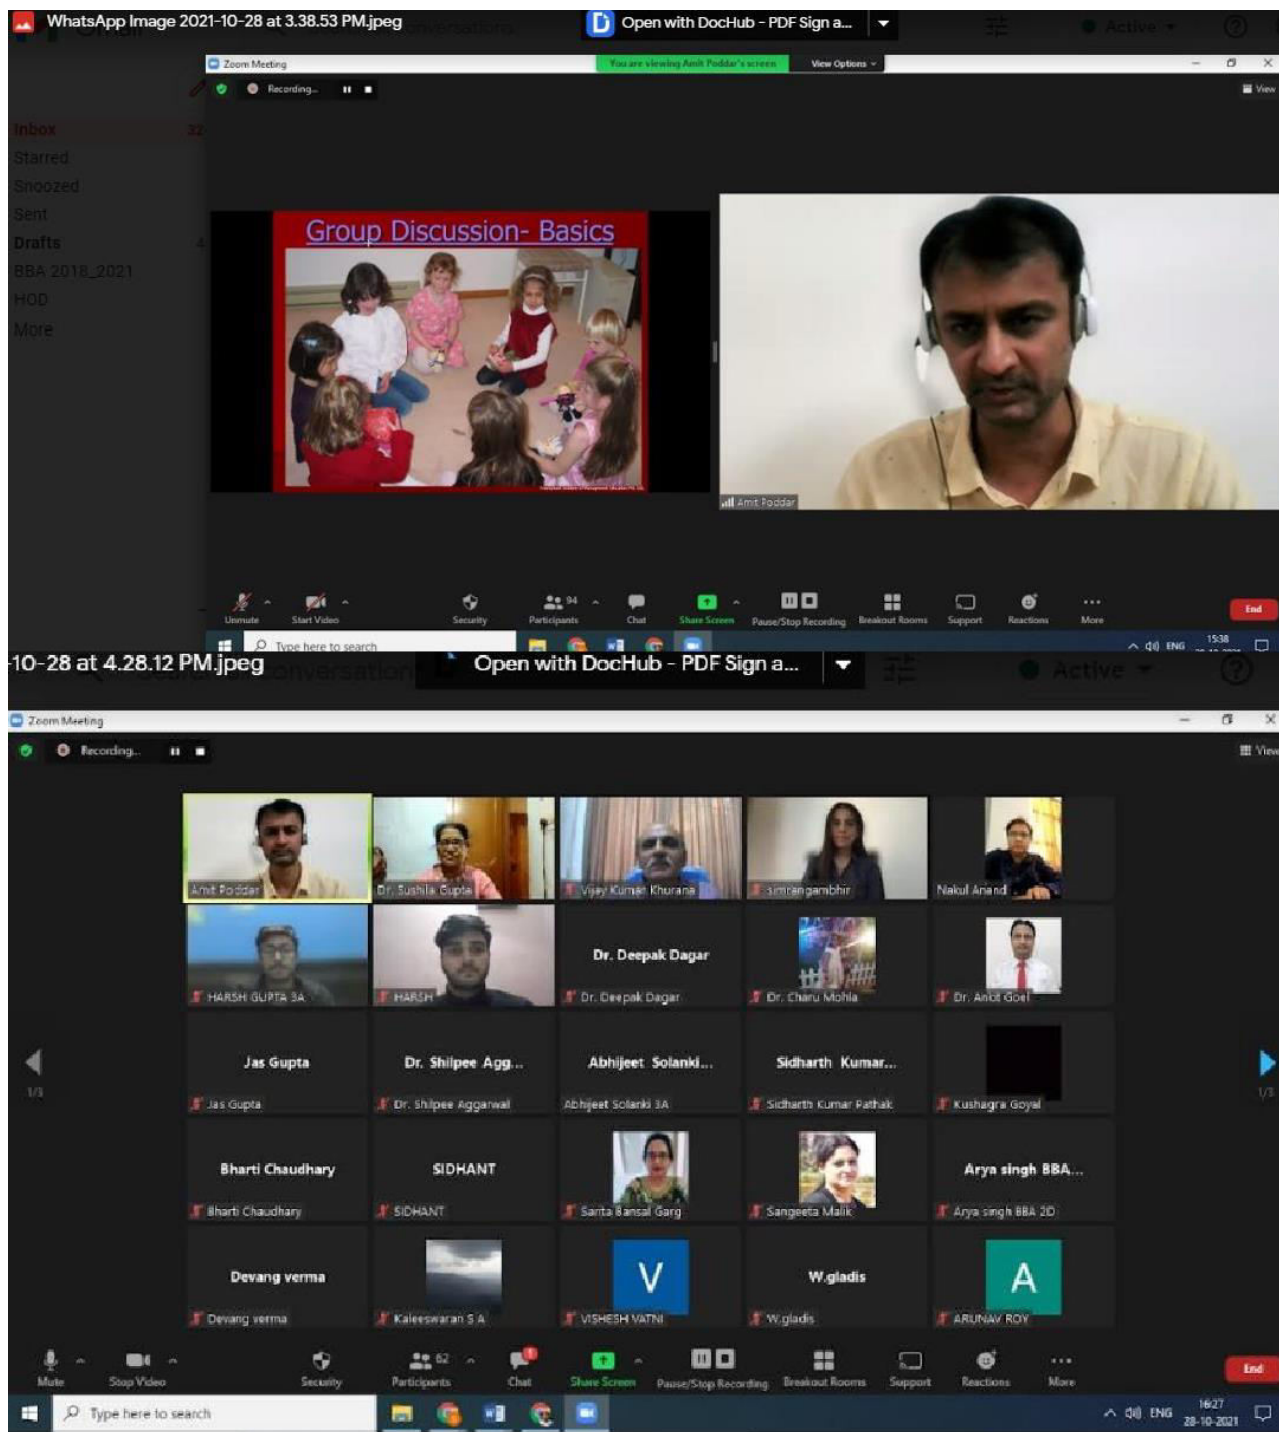 WhatsApp Image 2021-10-28 at 3.38.53 PM.jpeg
Open with DocHub - PDF Sign a...
Active
Zoom Meeting
You are viewing Amit Poddar's screen
View Options
Recording...
View
Inbox
Starred
Snoozed
Sent
Drafts
4
BBA 2018_2021
HOD
More
Group Discussion- Basics
Amit Poddar
Unmute
Start Video
Security
Participants
94
Chat
Share Screen
Pause/Stop Recording
Breakout Rooms
Support
Reactions
More
End
Type here to search
ENG
15:38
-10-28 at 4.28.12 PM.jpeg
Open with DocHub - PDF Sign a...
Active
Zoom Meeting
Recording...
View
Amit Poddar
Dr. Sushila Gupta
Vijay Kumar Khurana
simrangambhir
Nakul Anand
HARSH GUPTA 3A
HARSH
Dr. Deepak Dagar
Dr. Deepak Dagar
Dr. Charu Mohla
Dr. Ankit Goel
Jas Gupta
Jas Gupta
Dr. Shilpee Agg...
Dr. Shilpee Aggarwal
Abhijeet Solanki...
Abhijeet Solanki 3A
Sidharth Kumar...
Sidharth Kumar Pathak
Kushagra Goyal
1/3
1/3
Bharti Chaudhary
Bharti Chaudhary
SIDHANT
SIDHANT
Sarita Bansal Garg
Sangeeta Malik
Arya singh BBA...
Arya singh BBA 2D
Devang verma
Devang verma
Kaleeswaran S A
V
VISHESH VATNI
W.gladis
W.gladis
A
ARUNAV ROY
Mute
Stop Video
Security
Participants
62
Chat
1
Share Screen
Pause/Stop Recording
Breakout Rooms
Support
Reactions
More
End
Type here to search
ENG
16:27
28-10-2021